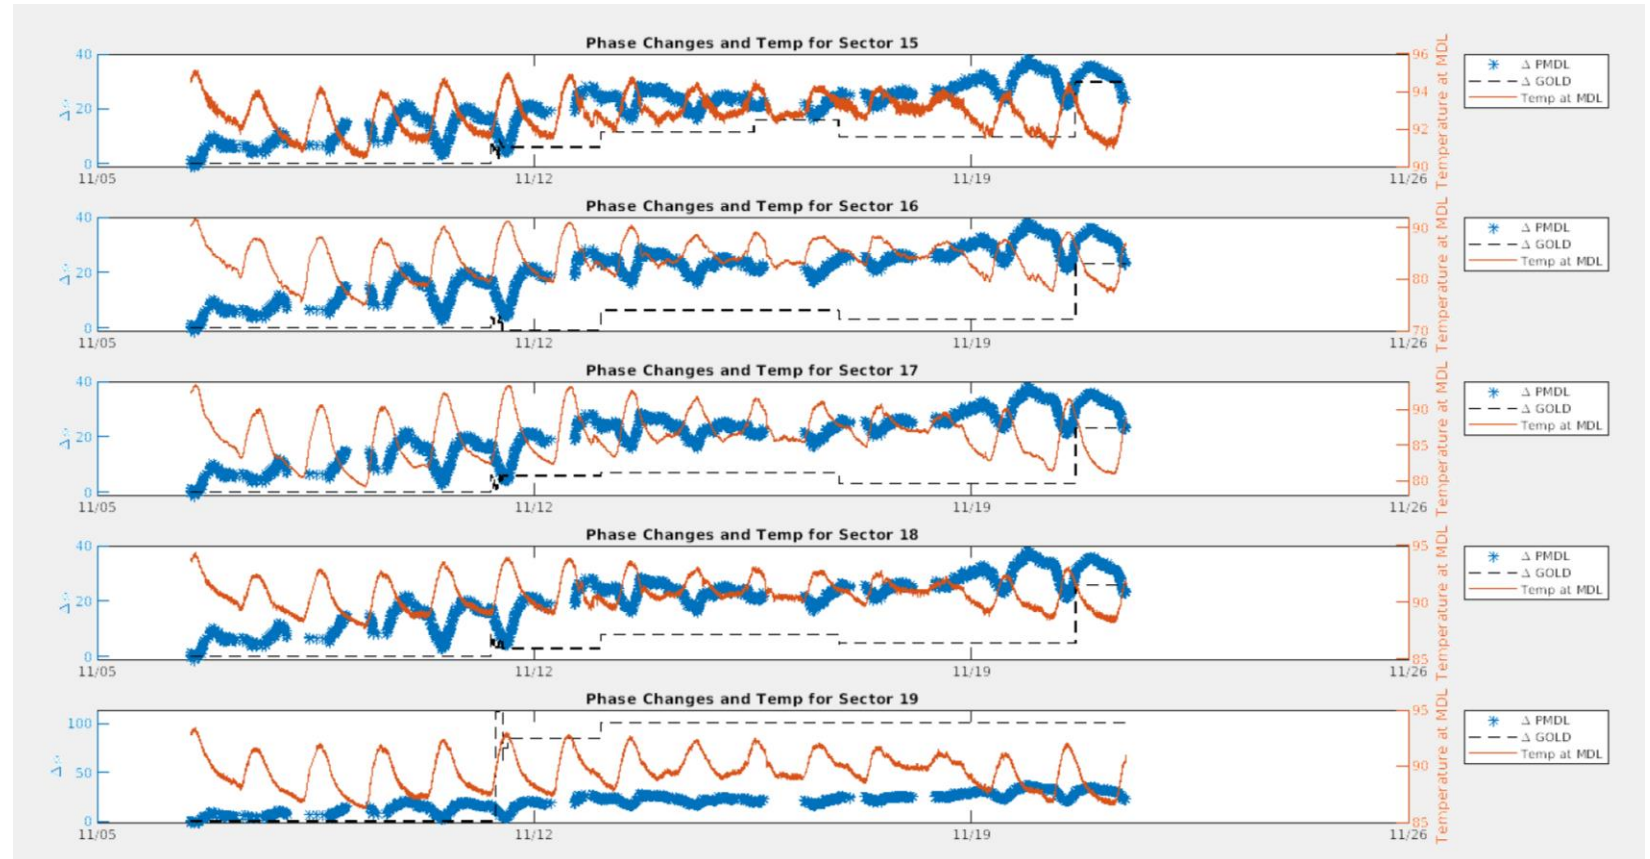 Phase Changes and Temp for Sector 15
40
20
0
96
94
92
90
11/05
11/12
11/19
11/26
Temperature at MDL
Δ PMDL
Δ GOLD
Temp at MDL
Phase Changes and Temp for Sector 16
40
20
0
90
80
70
11/05
11/12
11/19
11/26
Temperature at MDL
Δ PMDL
Δ GOLD
Temp at MDL
Phase Changes and Temp for Sector 17
40
20
0
90
85
80
11/05
11/12
11/19
11/26
Temperature at MDL
Δ PMDL
Δ GOLD
Temp at MDL
Phase Changes and Temp for Sector 18
40
20
0
95
90
85
11/05
11/12
11/19
11/26
Temperature at MDL
Δ PMDL
Δ GOLD
Temp at MDL
Phase Changes and Temp for Sector 19
100
50
0
95
90
85
11/05
11/12
11/19
11/26
Temperature at MDL
Δ PMDL
Δ GOLD
Temp at MDL